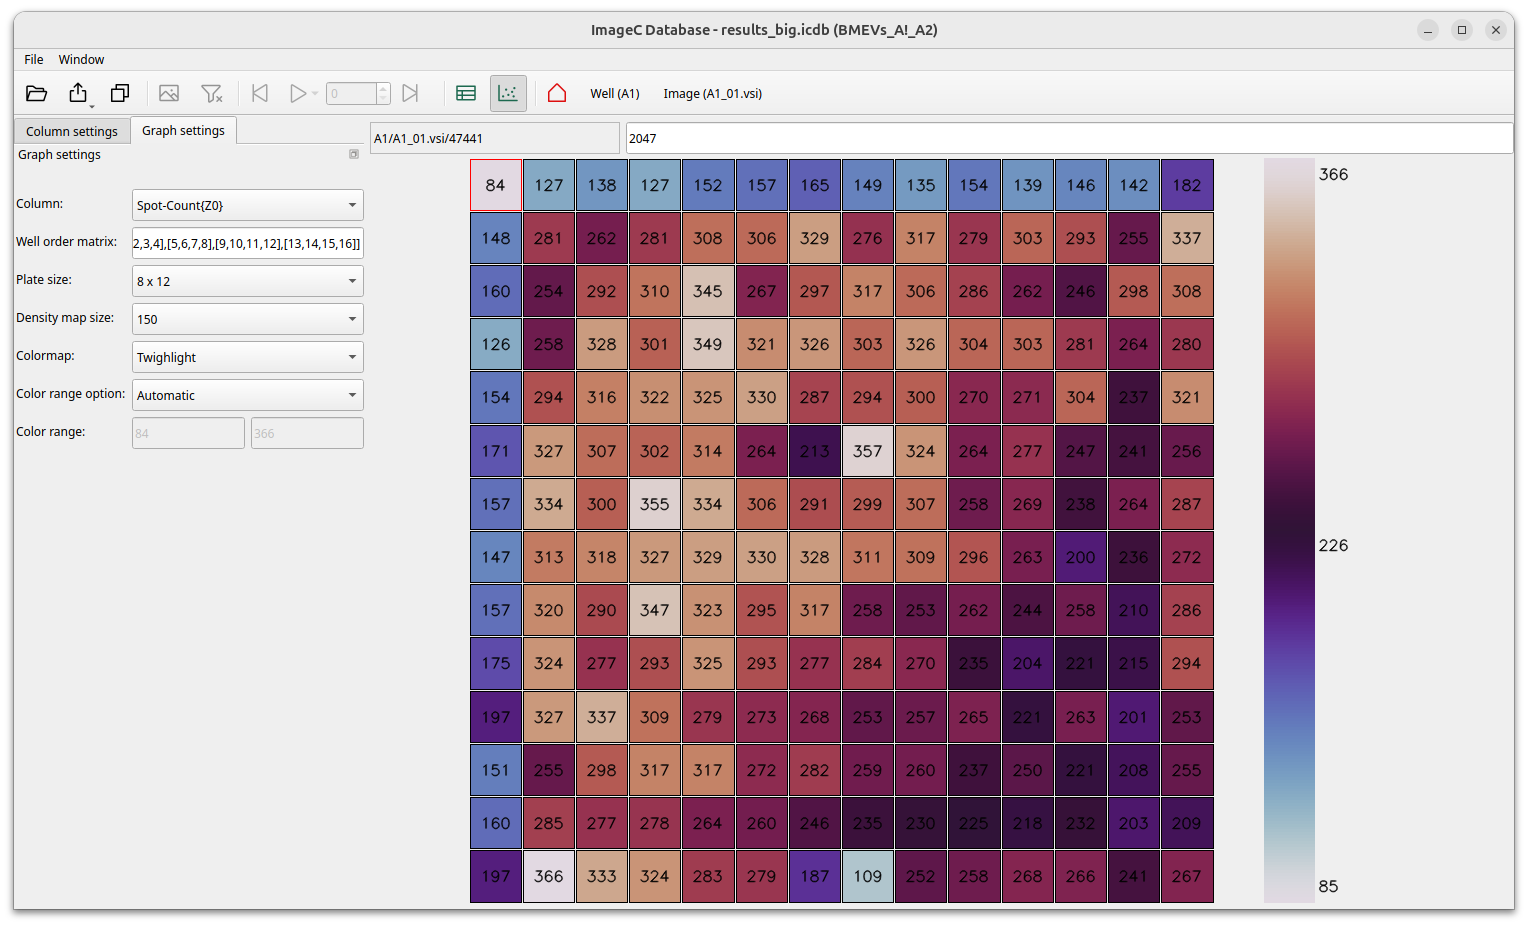 ImageC Database - results_big.icdb (BMEVs_A!_A2)
File Window
0 Well (A1) Image (A1_01.vsi)
Column settings Graph settings
A1/A1_01.vsi/47441 2047
Graph settings
Column: Spot-Count{Z0}
Well order matrix: 2,3,4],[5,6,7,8],[9,10,11,12],[13,14,15,16]]
Plate size: 8 x 12
Density map size: 150
Colormap: Twighlight
Color range option: Automatic
Color range: 84 366
84 127 138 127 152 157 165 149 135 154 139 146 142 182
148 281 262 281 308 306 329 276 317 279 303 293 255 337
160 254 292 310 345 267 297 317 306 286 262 246 298 308
126 258 328 301 349 321 326 303 326 304 303 281 264 280
154 294 316 322 325 330 287 294 300 270 271 304 237 321
171 327 307 302 314 264 213 357 324 264 277 247 241 256
157 334 300 355 334 306 291 299 307 258 269 238 264 287
147 313 318 327 329 330 328 311 309 296 263 200 236 272
157 320 290 347 323 295 317 258 253 262 244 258 210 286
175 324 277 293 325 293 277 284 270 235 204 221 215 294
197 327 337 309 279 273 268 253 257 265 221 263 201 253
151 255 298 317 317 272 282 259 260 237 250 221 208 255
160 285 277 278 264 260 246 235 230 225 218 232 203 209
197 366 333 324 283 279 187 109 252 258 268 266 241 267
366
226
85